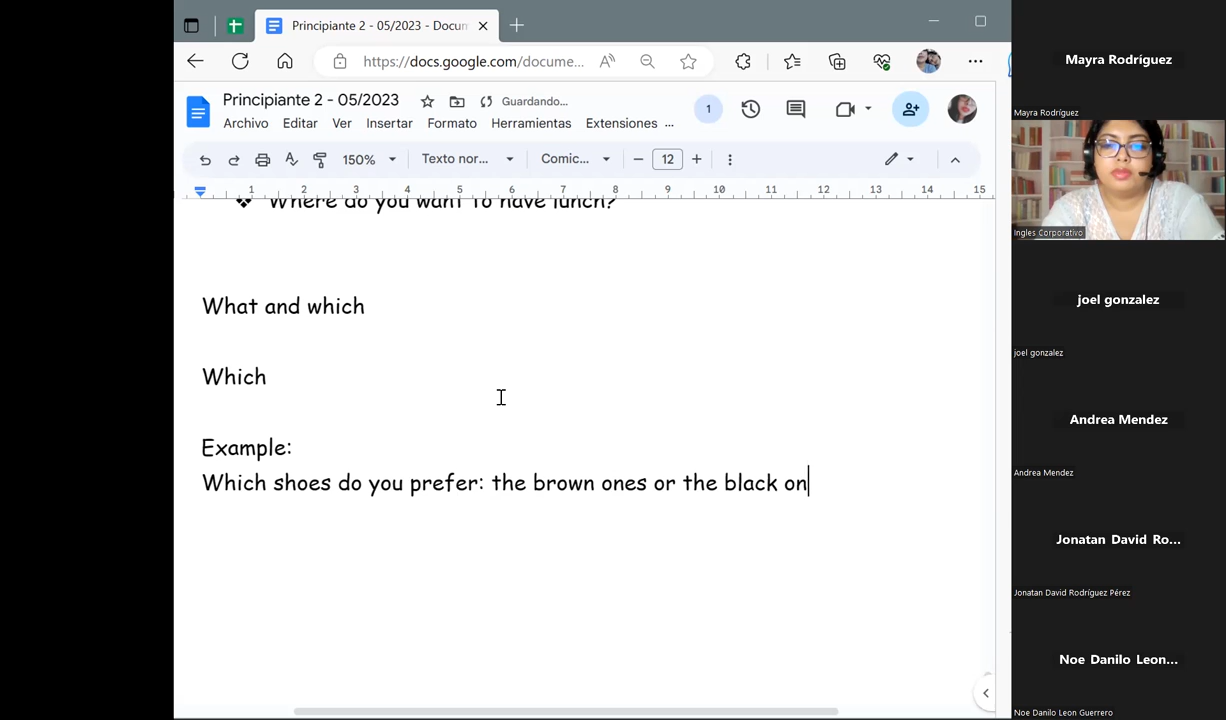 Principiante 2 - 05/2023 - Docum
https://docs.google.com/docume...
Principiante 2 - 05/2023
Guardando...
1
Archivo Editar Ver Insertar Formato Herramientas Extensiones ...
150% Texto nor... Comic... 12
1 2 3 4 5 6 7 8 9 10 11 12 13 14 15
Where do you want to have lunch?
What and which
Which
Example:
Which shoes do you prefer: the brown ones or the black on
Mayra Rodríguez
Mayra Rodríguez
Ingles Corporativo
joel gonzalez
joel gonzalez
Andrea Mendez
Andrea Mendez
Jonatan David Ro...
Jonatan David Rodríguez Pérez
Noe Danilo Leon...
Noe Danilo Leon Guerrero